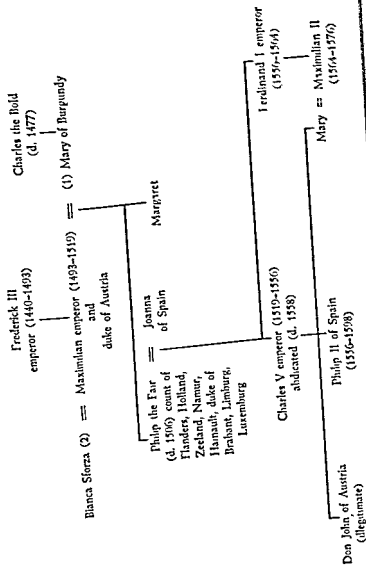 Frederick III
emperor (1440-1493)
Charles the Bold
(d. 1477)
Bianca Sforza (2) = Maximilian emperor (1493-1519) = (1) Mary of Burgundy
and
duke of Austria
Philip the Fair = Joanna
of Spain
(d. 1506) count of
Flanders, Holland,
Zeeland, Namur,
Hainault, duke of
Brabant, Limburg,
Luxemburg
Margaret
Charles V emperor (1519-1556)
abdicated (d. 1558)
Ferdinand I emperor
(1556-1564)
Don John of Austria
(illegitimate)
Philip II of Spain
(1556-1598)
Mary = Maximilian II
(1564-1576)